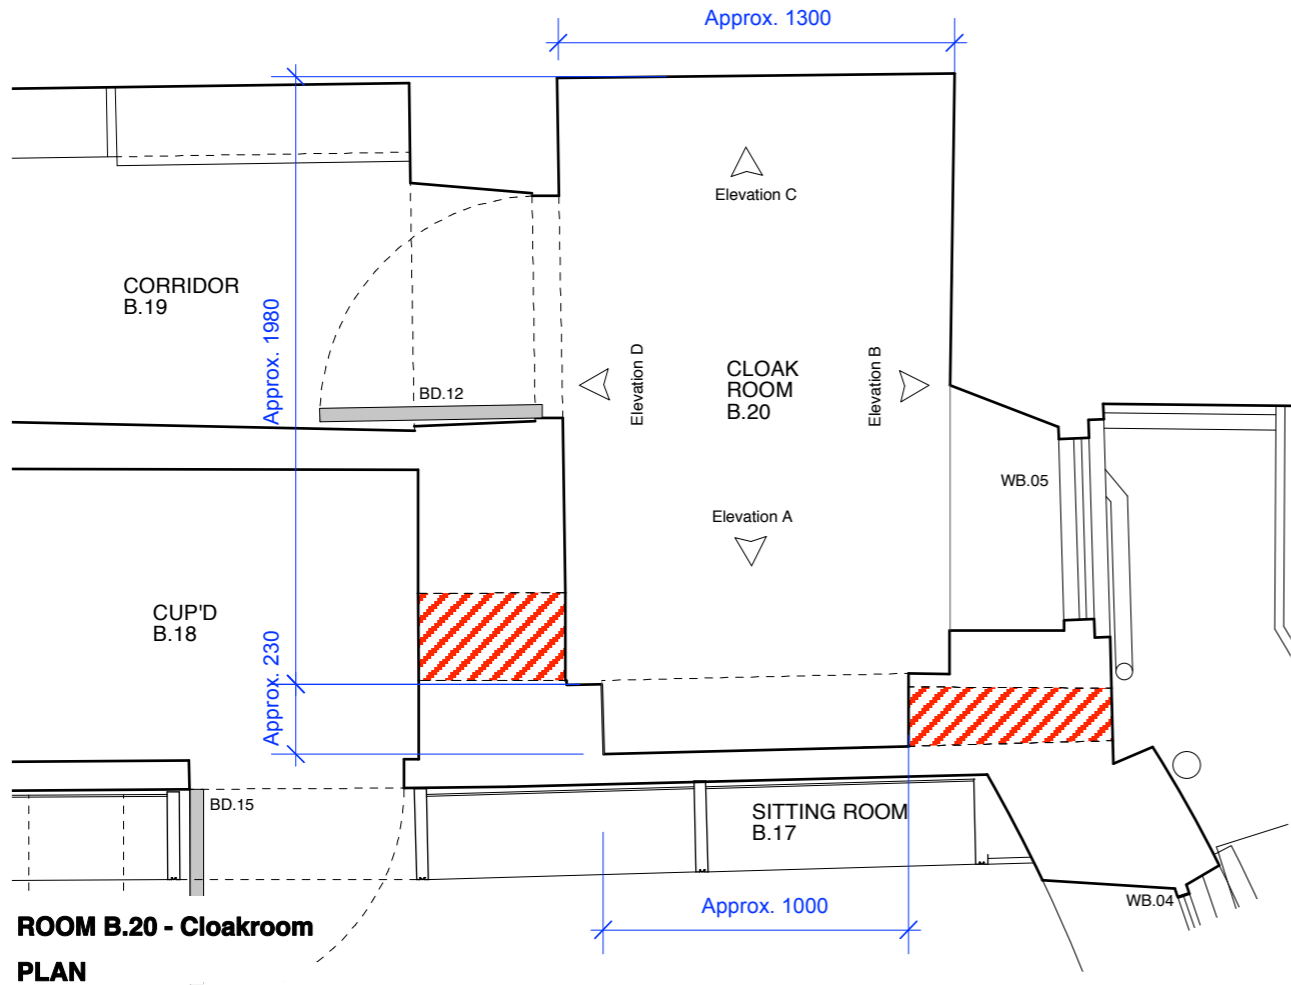 Approx. 1300
Elevation C
CORRIDOR
B.19
Approx. 1980
BD.12
Elevation D
CLOAK
ROOM
B.20
Elevation B
WB.05
Elevation A
CUP'D
B.18
Approx. 230
BD.15
SITTING ROOM
B.17
Approx. 1000
WB.04
ROOM B.20 - Cloakroom
PLAN